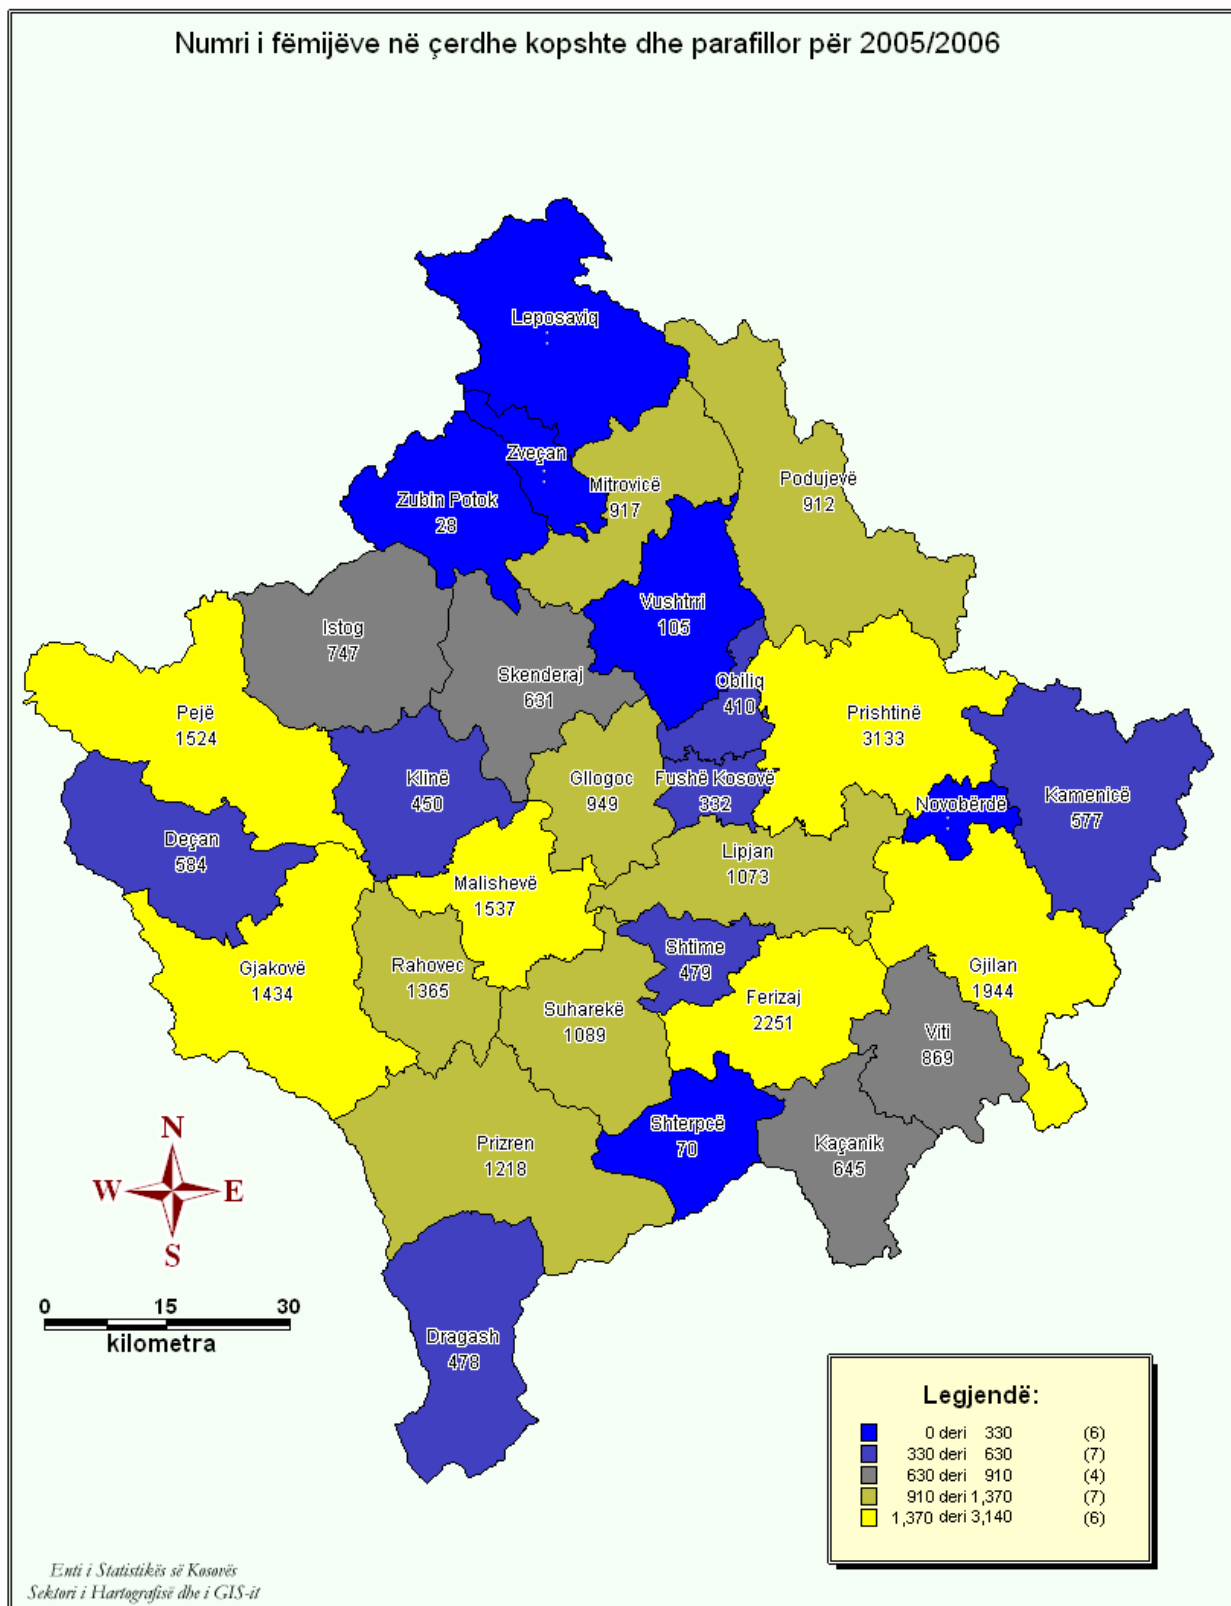 Numri i fëmijëve në çerdhe kopshte dhe parafillor për 2005/2006
Leposaviq
:
Zveçan
:
Zubin Potok
28
Mitrovicë
917
Podujevë
912
Vushtrri
105
Istog
747
Skenderaj
631
Obiliq
410
Pejë
1524
Prishtinë
3133
Klinë
450
Gllogoc
949
Fushë Kosovë
332
Novobërdë
:
Kamenicë
577
Deçan
584
Lipjan
1073
Malishevë
1537
Shtime
479
Gjakovë
1434
Rahovec
1365
Gjilan
1944
Suharekë
1089
Ferizaj
2251
Viti
869
Shterpcë
70
Kaçanik
645
Prizren
1218
Dragash
478
N
W E
S
0 15 30
kilometra
Legjendë:
0 deri 330 (6)
330 deri 630 (7)
630 deri 910 (4)
910 deri 1,370 (7)
1,370 deri 3,140 (6)
Enti i Statistikës së Kosovës
Sektori i Hartografisë dhe i GIS-it